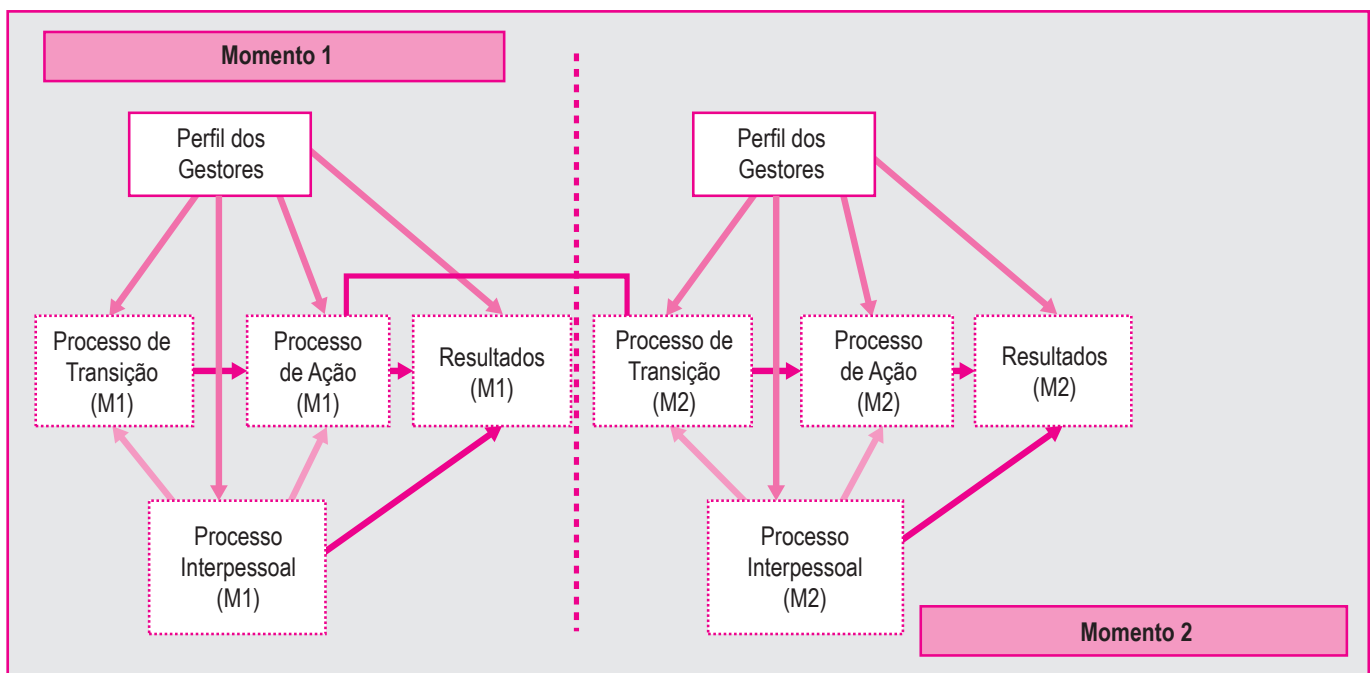 Momento 1
Perfil dos
Gestores
Processo de
Transição
(M1)
Processo
de Ação
(M1)
Resultados
(M1)
Processo
Interpessoal
(M1)
Perfil dos
Gestores
Processo de
Transição
(M2)
Processo
de Ação
(M2)
Resultados
(M2)
Processo
Interpessoal
(M2)
Momento 2